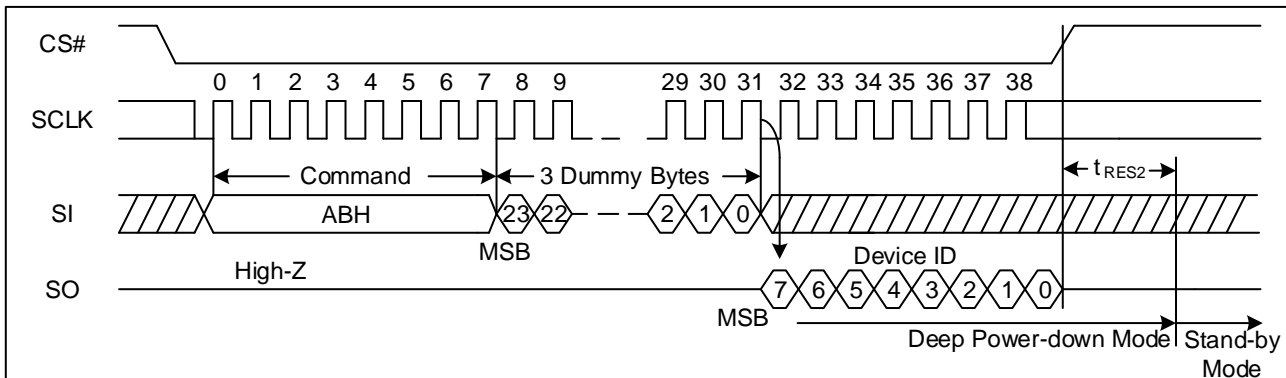 CS#
0 1 2 3 4 5 6 7 8 9 29 30 31 32 33 34 35 36 37 38
SCLK
Command 3 Dummy Bytes tRES2
SI ABH 23 22 2 1 0
MSB
High-Z Device ID
SO 7 6 5 4 3 2 1 0
MSB
Deep Power-down Mode Stand-by
Mode